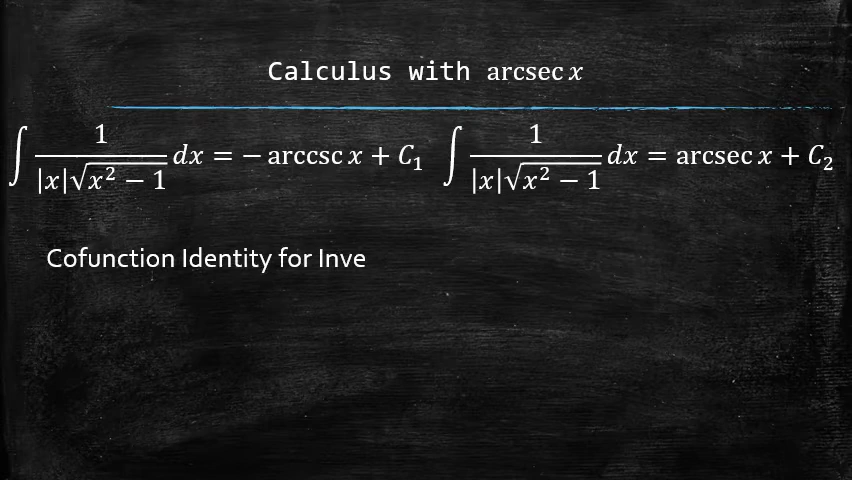 Calculus with arcsec x
∫ 1/(|x|√(x² − 1)) dx = − arccsc x + C₁ ∫ 1/(|x|√(x² − 1)) dx = arcsec x + C₂
Cofunction Identity for Inve